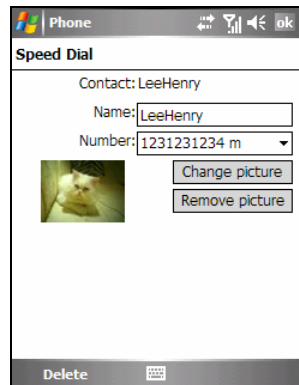 Phone ok
Speed Dial
Contact: LeeHenry
Name: LeeHenry
Number: 1231231234 m
Change picture
Remove picture
Delete